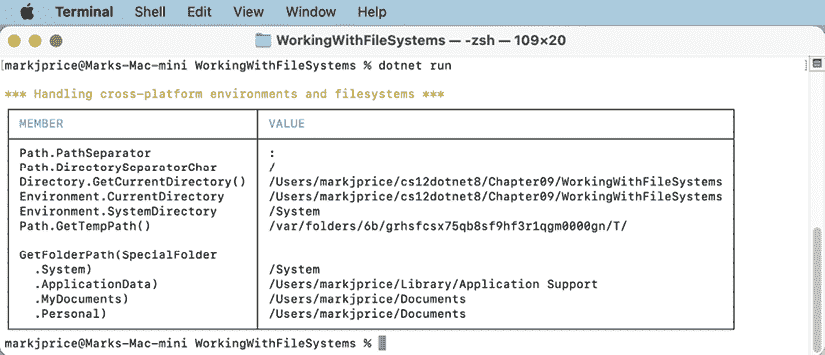 Terminal Shell Edit View Window Help
WorkingWithFileSystems — -zsh — 109×20
markjprice@Marks-Mac-mini WorkingWithFileSystems % dotnet run
*** Handling cross-platform environments and filesystems ***
MEMBER VALUE
Path.PathSeparator :
Path.DirectorySeparatorChar /
Directory.GetCurrentDirectory() /Users/markjprice/cs12dotnet8/Chapter09/WorkingWithFileSystems
Environment.CurrentDirectory /Users/markjprice/cs12dotnet8/Chapter09/WorkingWithFileSystems
Environment.SystemDirectory /System
Path.GetTempPath() /var/folders/6b/grhsfcsx75qb8sf9hf3r1qgm0000gn/T/
GetFolderPath(SpecialFolder
.System) /System
.ApplicationData) /Users/markjprice/Library/Application Support
.MyDocuments) /Users/markjprice/Documents
.Personal) /Users/markjprice/Documents
markjprice@Marks-Mac-mini WorkingWithFileSystems %